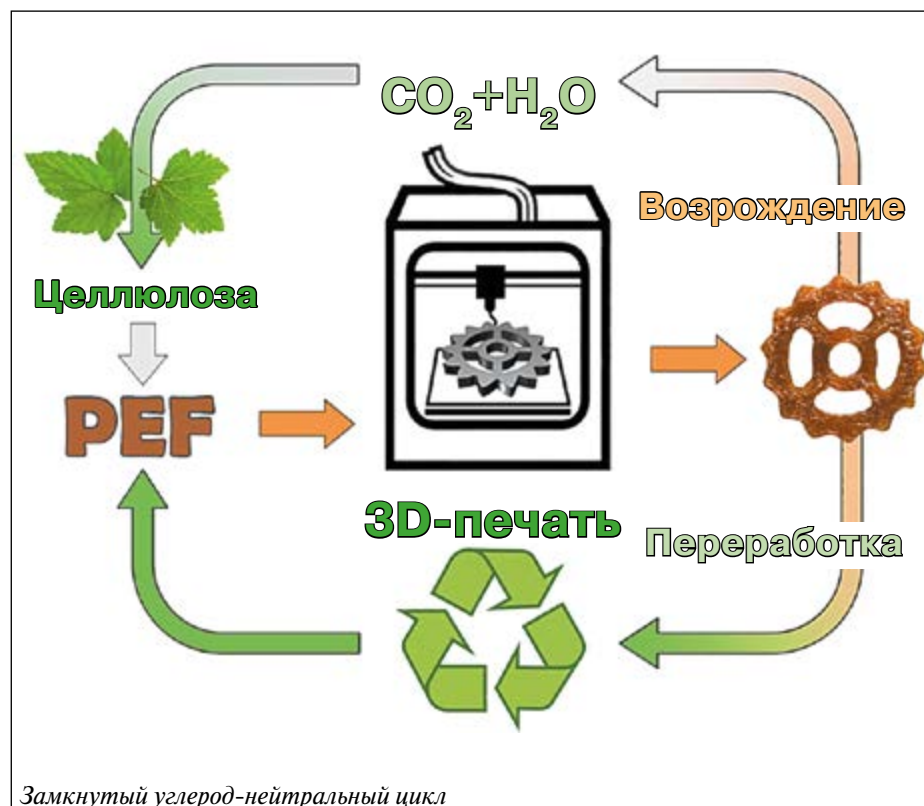 CO₂+H₂O
Возрождение
Целлюлоза
PEF
3D-печать
Переработка
Замкнутый углерод-нейтральный цикл